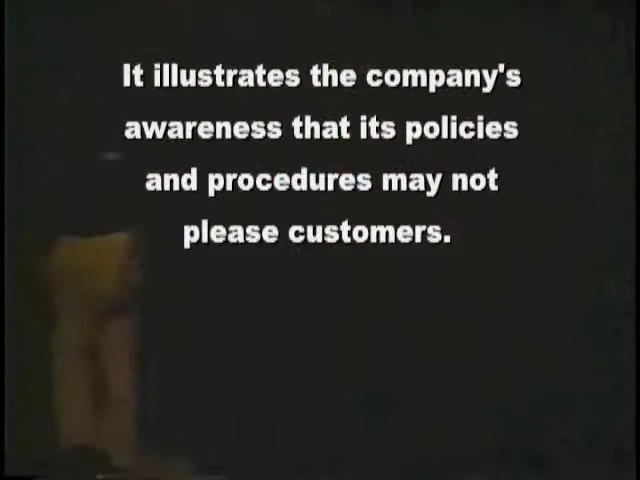 It illustrates the company's
awareness that its policies
and procedures may not
please customers.